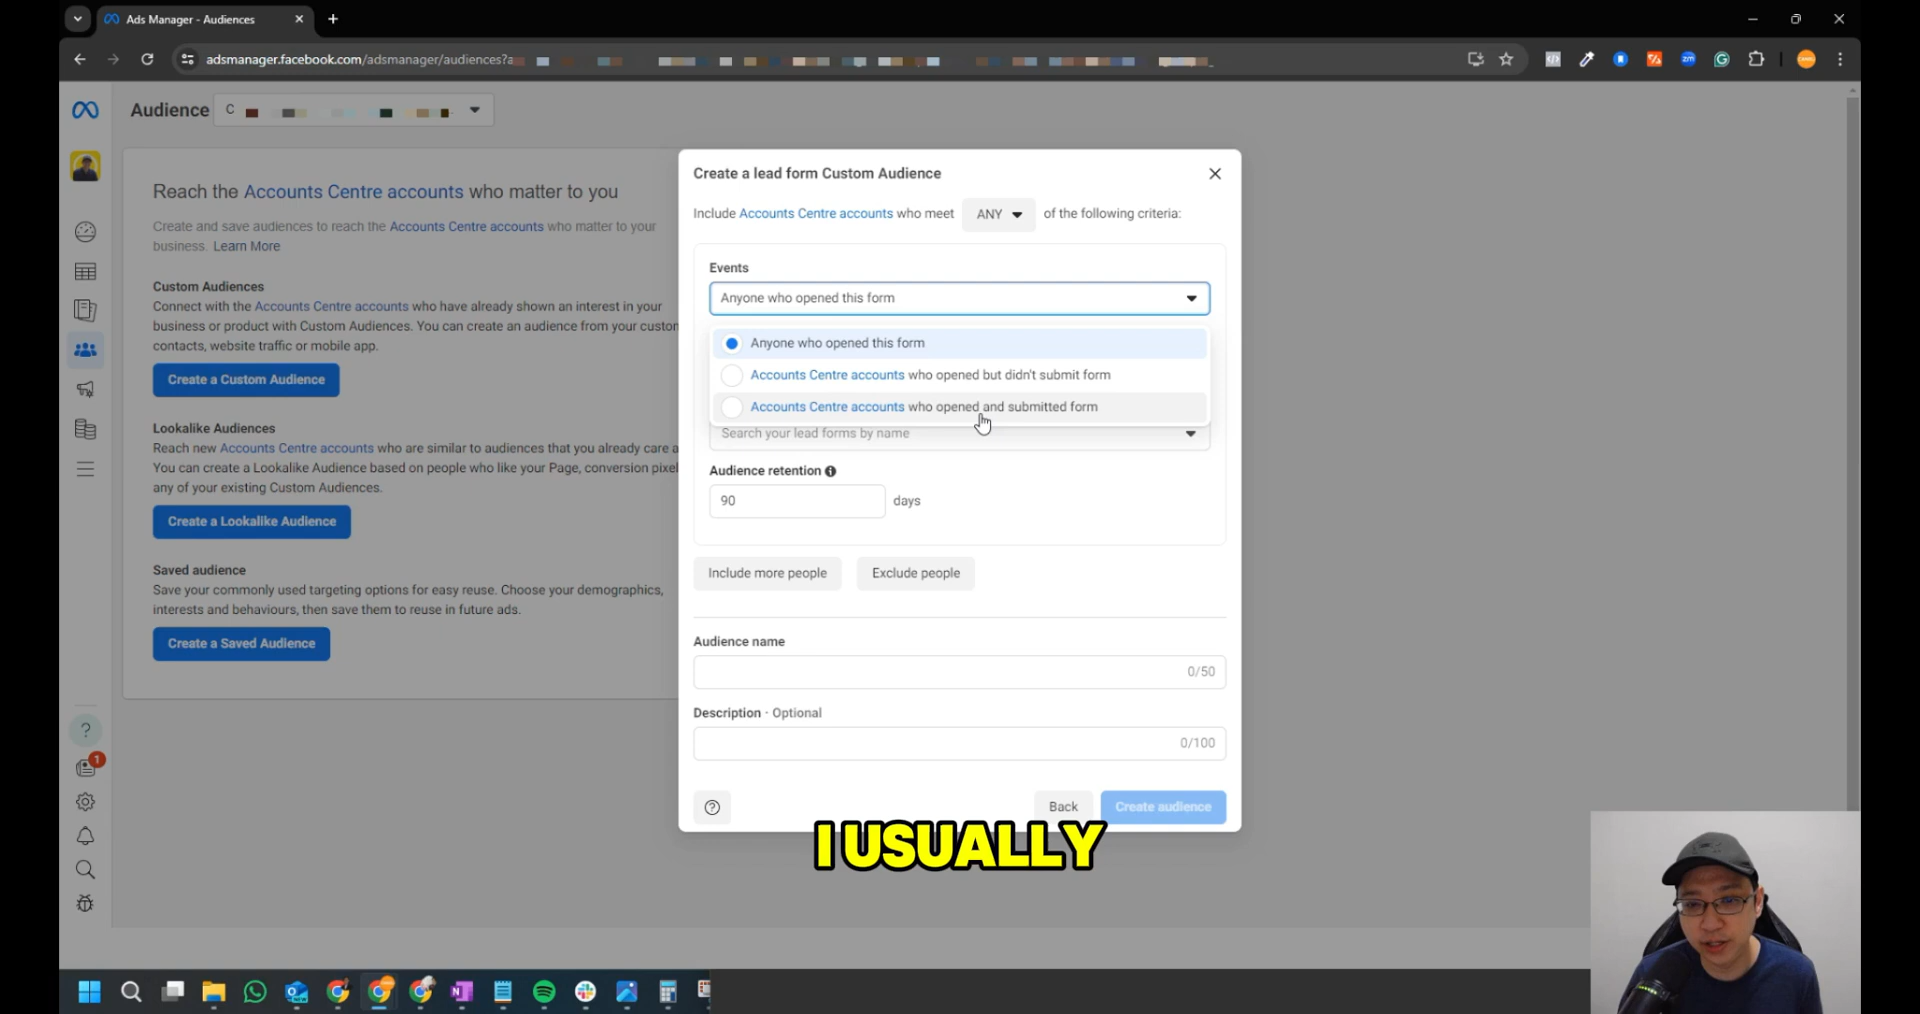 Ads Manager - Audiences
adsmanager.facebook.com/adsmanager/audiences?a
Audience C
Reach the Accounts Centre accounts who matter to you
Create and save audiences to reach the Accounts Centre accounts who matter to your
business. Learn More
Custom Audiences
Connect with the Accounts Centre accounts who have already shown an interest in your
business or product with Custom Audiences. You can create an audience from your custom
contacts, website traffic or mobile app.
Create a Custom Audience
Lookalike Audiences
Reach new Accounts Centre accounts who are similar to audiences that you already care a
You can create a Lookalike Audience based on people who like your Page, conversion pixel
any of your existing Custom Audiences.
Create a Lookalike Audience
Saved audience
Save your commonly used targeting options for easy reuse. Choose your demographics,
interests and behaviours, then save them to reuse in future ads.
Create a Saved Audience
1
Create a lead form Custom Audience
Include Accounts Centre accounts who meet ANY of the following criteria:
Events
Anyone who opened this form
Anyone who opened this form
Accounts Centre accounts who opened but didn't submit form
Accounts Centre accounts who opened and submitted form
Search your lead forms by name
Audience retention
90 days
Include more people Exclude people
Audience name
0/50
Description · Optional
0/100
Back Create audience
I USUALLY